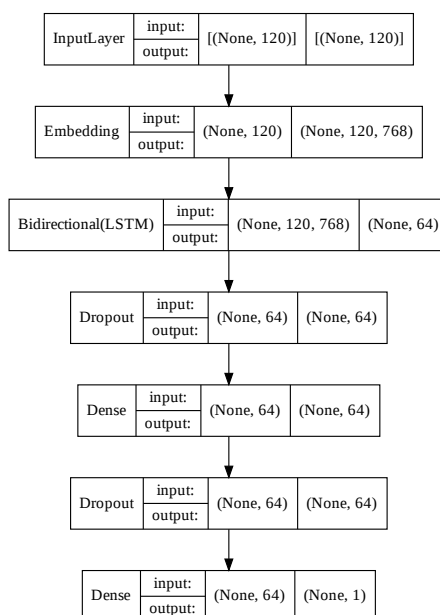 InputLayer input: output: [(None, 120)] [(None, 120)]
Embedding input: output: (None, 120) (None, 120, 768)
Bidirectional(LSTM) input: output: (None, 120, 768) (None, 64)
Dropout input: output: (None, 64) (None, 64)
Dense input: output: (None, 64) (None, 64)
Dropout input: output: (None, 64) (None, 64)
Dense input: output: (None, 64) (None, 1)